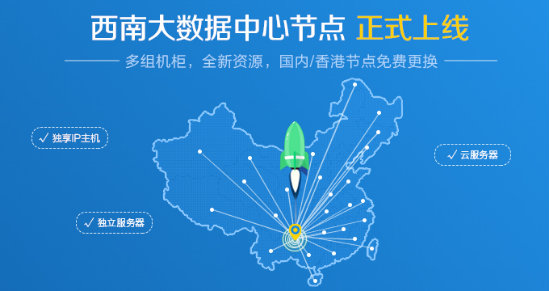 西南大数据中心节点 正式上线
多组机柜，全新资源，国内/香港节点免费更换
独享IP主机
云服务器
独立服务器